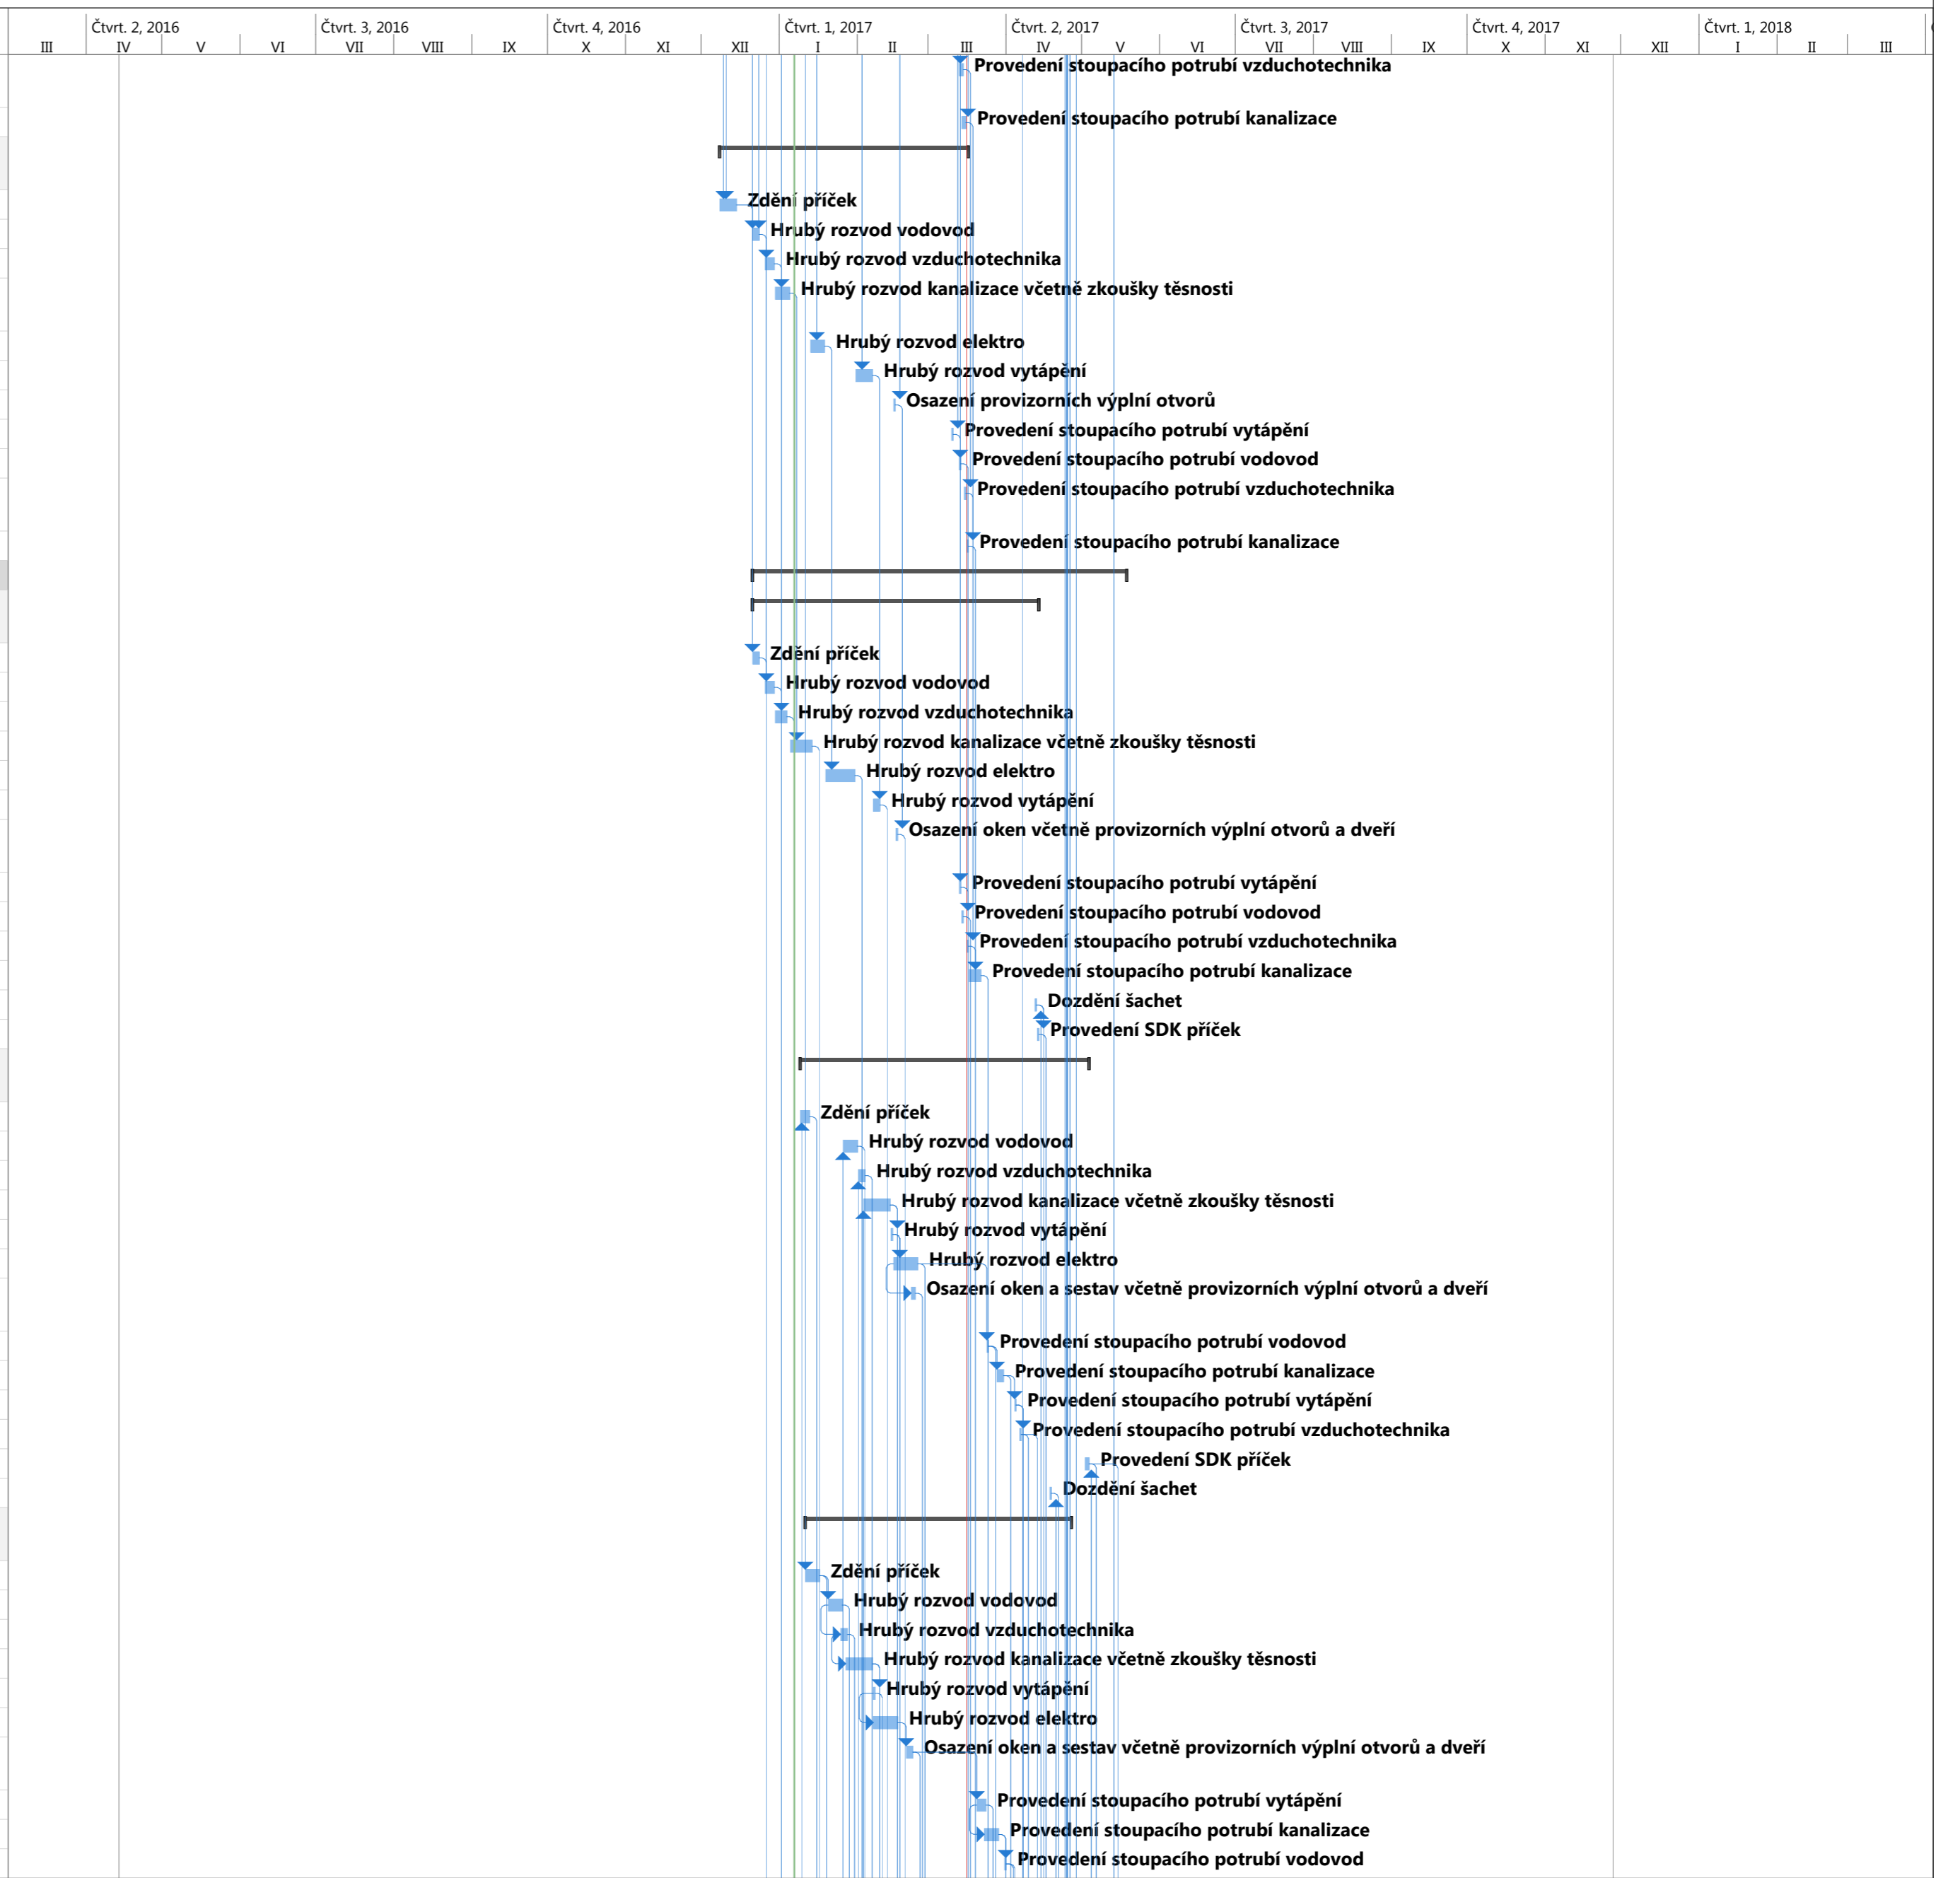 Čtvrt. 2, 2016 Čtvrt. 3, 2016 Čtvrt. 4, 2016 Čtvrt. 1, 2017 Čtvrt. 2, 2017 Čtvrt. 3, 2017 Čtvrt. 4, 2017 Čtvrt. 1, 2018
III IV V VI VII VIII IX X XI XII I II III IV V VI VII VIII IX X XI XII I II III
Provedení stoupacího potrubí vzduchotechnika
Provedení stoupacího potrubí kanalizace
Zdění příček
Hrubý rozvod vodovod
Hrubý rozvod vzduchotechnika
Hrubý rozvod kanalizace včetně zkoušky těsnosti
Hrubý rozvod elektro
Hrubý rozvod vytápění
Osazení provizorních výplní otvorů
Provedení stoupacího potrubí vytápění
Provedení stoupacího potrubí vodovod
Provedení stoupacího potrubí vzduchotechnika
Provedení stoupacího potrubí kanalizace
Zdění příček
Hrubý rozvod vodovod
Hrubý rozvod vzduchotechnika
Hrubý rozvod kanalizace včetně zkoušky těsnosti
Hrubý rozvod elektro
Hrubý rozvod vytápění
Osazení oken včetně provizorních výplní otvorů a dveří
Provedení stoupacího potrubí vytápění
Provedení stoupacího potrubí vodovod
Provedení stoupacího potrubí vzduchotechnika
Provedení stoupacího potrubí kanalizace
Dozdění šachet
Provedení SDK příček
Zdění příček
Hrubý rozvod vodovod
Hrubý rozvod vzduchotechnika
Hrubý rozvod kanalizace včetně zkoušky těsnosti
Hrubý rozvod vytápění
Hrubý rozvod elektro
Osazení oken a sestav včetně provizorních výplní otvorů a dveří
Provedení stoupacího potrubí vodovod
Provedení stoupacího potrubí kanalizace
Provedení stoupacího potrubí vytápění
Provedení stoupacího potrubí vzduchotechnika
Provedení SDK příček
Dozdění šachet
Zdění příček
Hrubý rozvod vodovod
Hrubý rozvod vzduchotechnika
Hrubý rozvod kanalizace včetně zkoušky těsnosti
Hrubý rozvod vytápění
Hrubý rozvod elektro
Osazení oken a sestav včetně provizorních výplní otvorů a dveří
Provedení stoupacího potrubí vytápění
Provedení stoupacího potrubí kanalizace
Provedení stoupacího potrubí vodovod